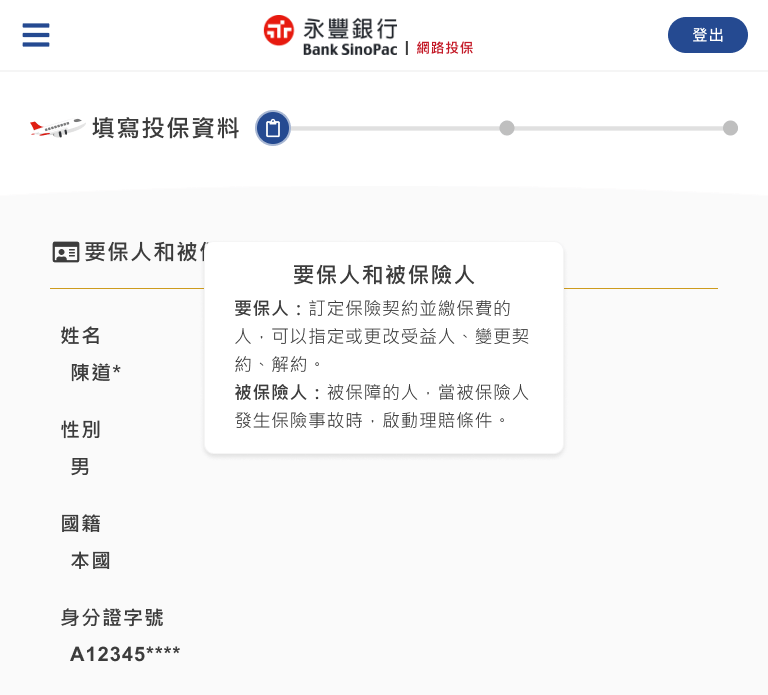 永豐銀行
Bank SinoPac | 網路投保
登出
填寫投保資料
要保人和被保
要保人和被保險人
要保人：訂定保險契約並繳保費的
人，可以指定或更改受益人、變更契
約、解約。
被保險人：被保障的人，當被保險人
發生保險事故時，啟動理賠條件。
姓名
陳道*
性別
男
國籍
本國
身分證字號
A12345****